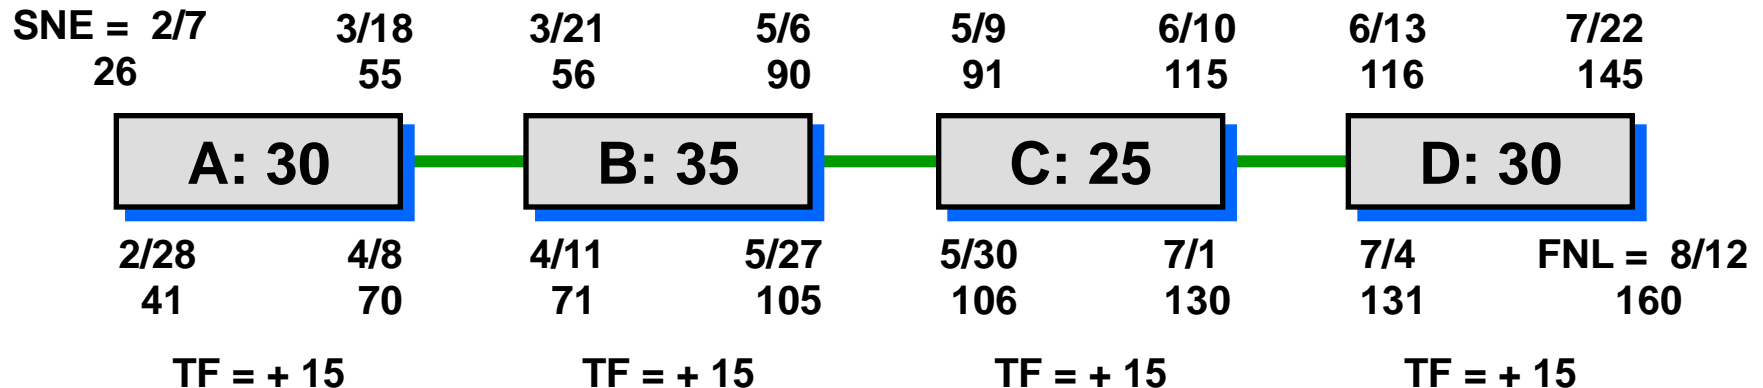 SNE = 2/7 3/18 3/21 5/6 5/9 6/10 6/13 7/22
26 55 56 90 91 115 116 145
A: 30 B: 35 C: 25 D: 30
2/28 4/8 4/11 5/27 5/30 7/1 7/4 FNL = 8/12
41 70 71 105 106 130 131 160
TF = + 15 TF = + 15 TF = + 15 TF = + 15